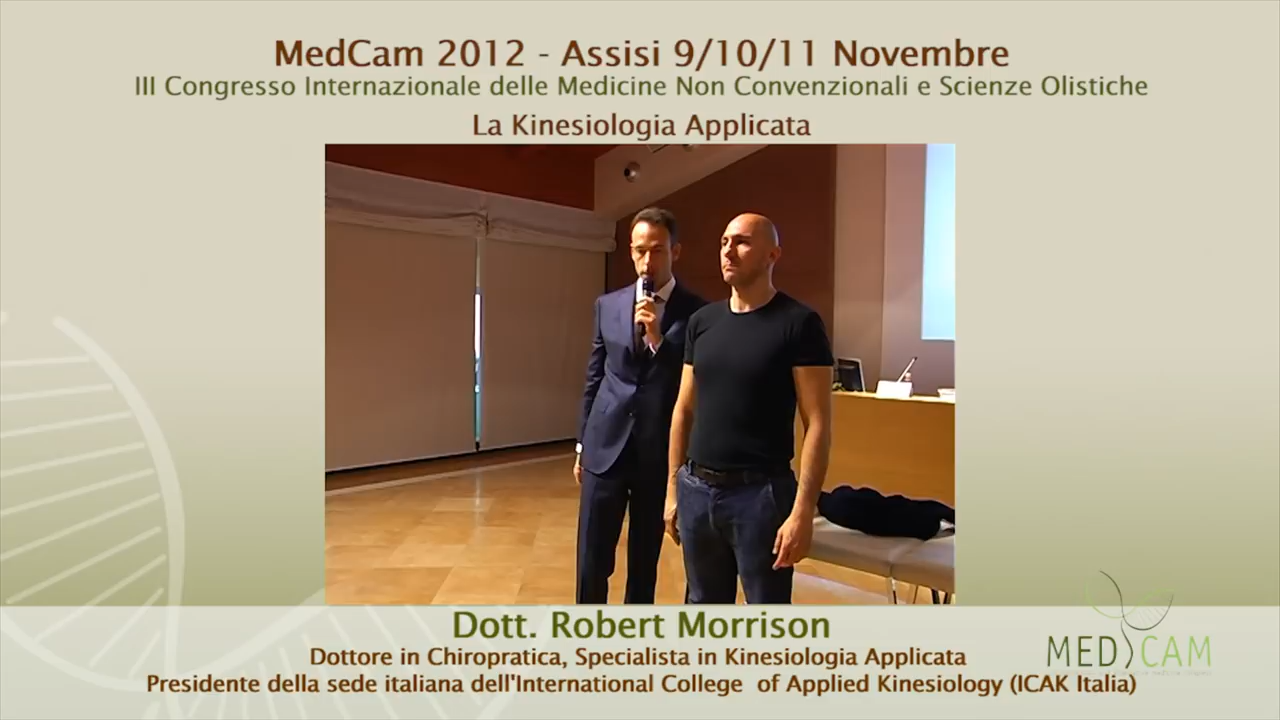 MedCam 2012 - Assisi 9/10/11 Novembre
III Congresso Internazionale delle Medicine Non Convenzionali e Scienze Olistiche
La Kinesiologia Applicata
Dott. Robert Morrison
Dottore in Chiropratica, Specialista in Kinesiologia Applicata
Presidente della sede italiana dell'International College of Applied Kinesiology (ICAK Italia)
MED CAM